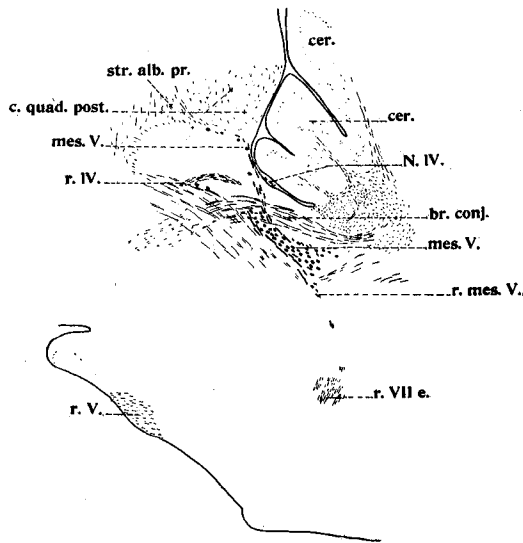 cer.
str. alb. pr.
c. quad. post.
cer.
mes. V.
N. IV.
r. IV.
br. conj.
mes. V.
r. mes. V.
r. VII e.
r. V.